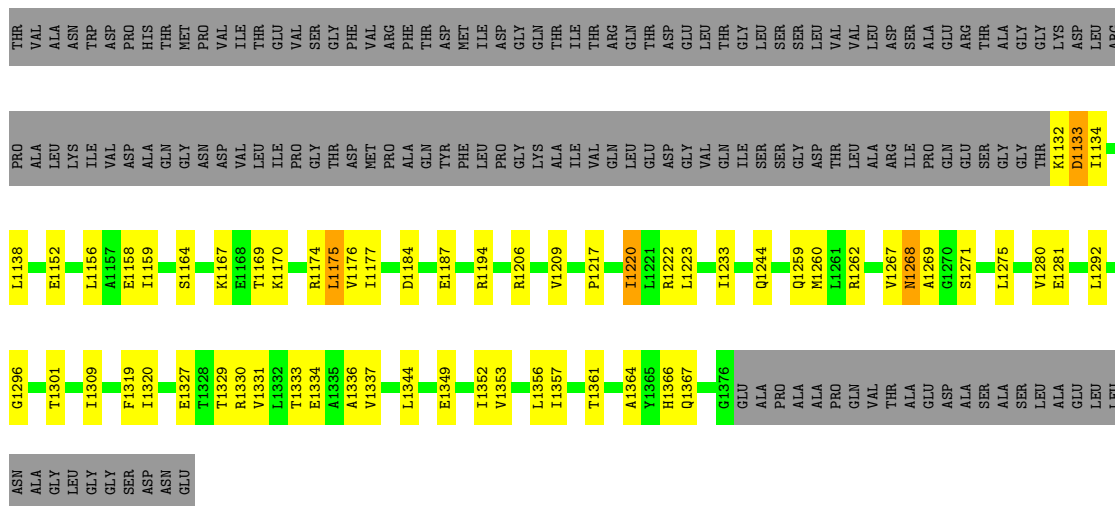 THR VAL ALA ASN TRP ASP PRO HIS THR MET PRO VAL ILE THR GLU VAL SER GLY PHE VAL ARG PHE THR ASP MET ILE ASP GLY GLN THR ILE THR ARG GLN THR ASP GLU LEU THR GLY LEU SER SER LEU VAL VAL LEU ASP SER ALA GLU ARG THR ALA GLY GLY LYS ASP LEU ARG
PRO ALA LEU LYS ILE VAL ASP ALA GLN GLY ASN ASP VAL LEU ILE PRO GLY THR ASP MET PRO ALA GLN TYR PHE LEU PRO GLY LYS ALA ILE VAL GLN LEU GLU ASP GLY VAL GLN ILE SER SER GLY ASP THR LEU ALA ARG ILE PRO GLN GLU SER GLY GLY THR K1132 D1133 I1134
L1138 E1152 L1156 A1157 E1158 I1159 S1164 K1167 E1168 T1169 K1170 R1174 L1175 V1176 I1177 D1184 E1187 R1194 R1206 V1209 P1217 I1220 L1221 R1222 L1223 I1233 Q1244 Q1259 M1260 L1261 R1262 V1267 N1268 A1269 G1270 S1271 L1275 V1280 E1281 L1292
G1296 T1301 I1309 F1319 I1320 E1327 T1328 T1329 R1330 V1331 L1332 T1333 E1334 A1335 A1336 V1337 L1344 E1349 I1352 V1353 L1356 I1357 T1361 A1364 Y1365 H1366 Q1367 G1376 GLU ALA PRO ALA ALA PRO GLN VAL THR ALA GLU ASP ALA SER ALA SER LEU ALA GLU LEU LEU
ASN ALA GLY LEU GLY GLY SER ASP ASN GLU